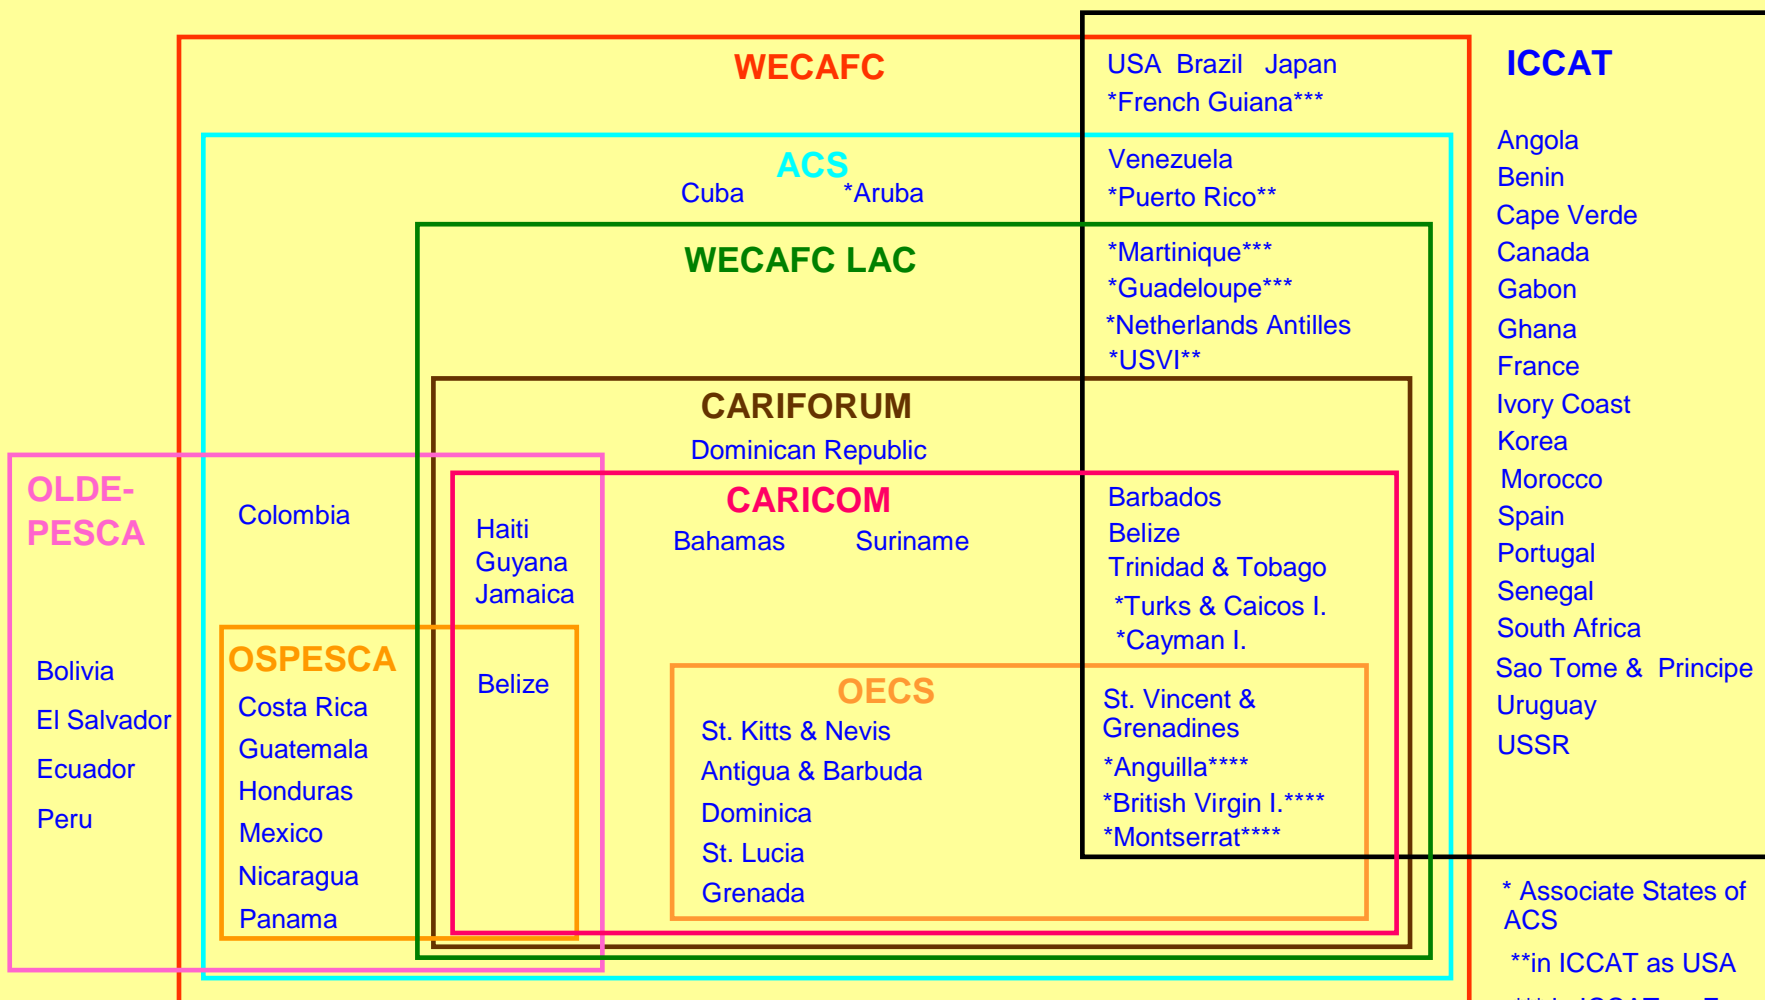 WECAFC
USA Brazil Japan
*French Guiana***
ICCAT
ACS
Cuba *Aruba
Venezuela
*Puerto Rico**
WECAFC LAC
*Martinique***
*Guadeloupe***
*Netherlands Antilles
*USVI**
CARIFORUM
Dominican Republic
OLDE-
PESCA
Colombia
CARICOM
Haiti
Guyana
Jamaica
Bahamas Suriname
Barbados
Belize
Trinidad & Tobago
*Turks & Caicos I.
*Cayman I.
Bolivia
El Salvador
Ecuador
Peru
OSPESCA
Costa Rica
Guatemala
Honduras
Mexico
Nicaragua
Panama
Belize
OECS
St. Kitts & Nevis
Antigua & Barbuda
Dominica
St. Lucia
Grenada
St. Vincent &
Grenadines
*Anguilla****
*British Virgin I.****
*Montserrat****
Angola
Benin
Cape Verde
Canada
Gabon
Ghana
France
Ivory Coast
Korea
Morocco
Spain
Portugal
Senegal
South Africa
Sao Tome & Principe
Uruguay
USSR
* Associate States of
ACS
**in ICCAT as USA